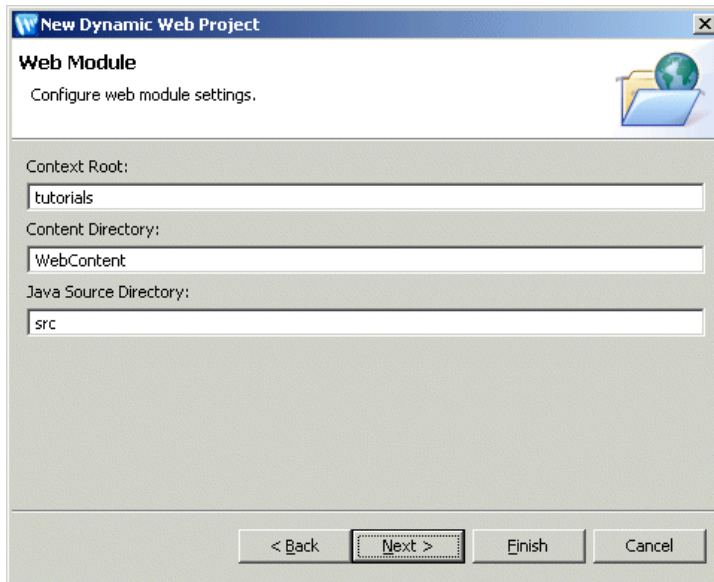 New Dynamic Web Project
Web Module
Configure web module settings.
Context Root:
tutorials
Content Directory:
WebContent
Java Source Directory:
src
< Back Next > Finish Cancel